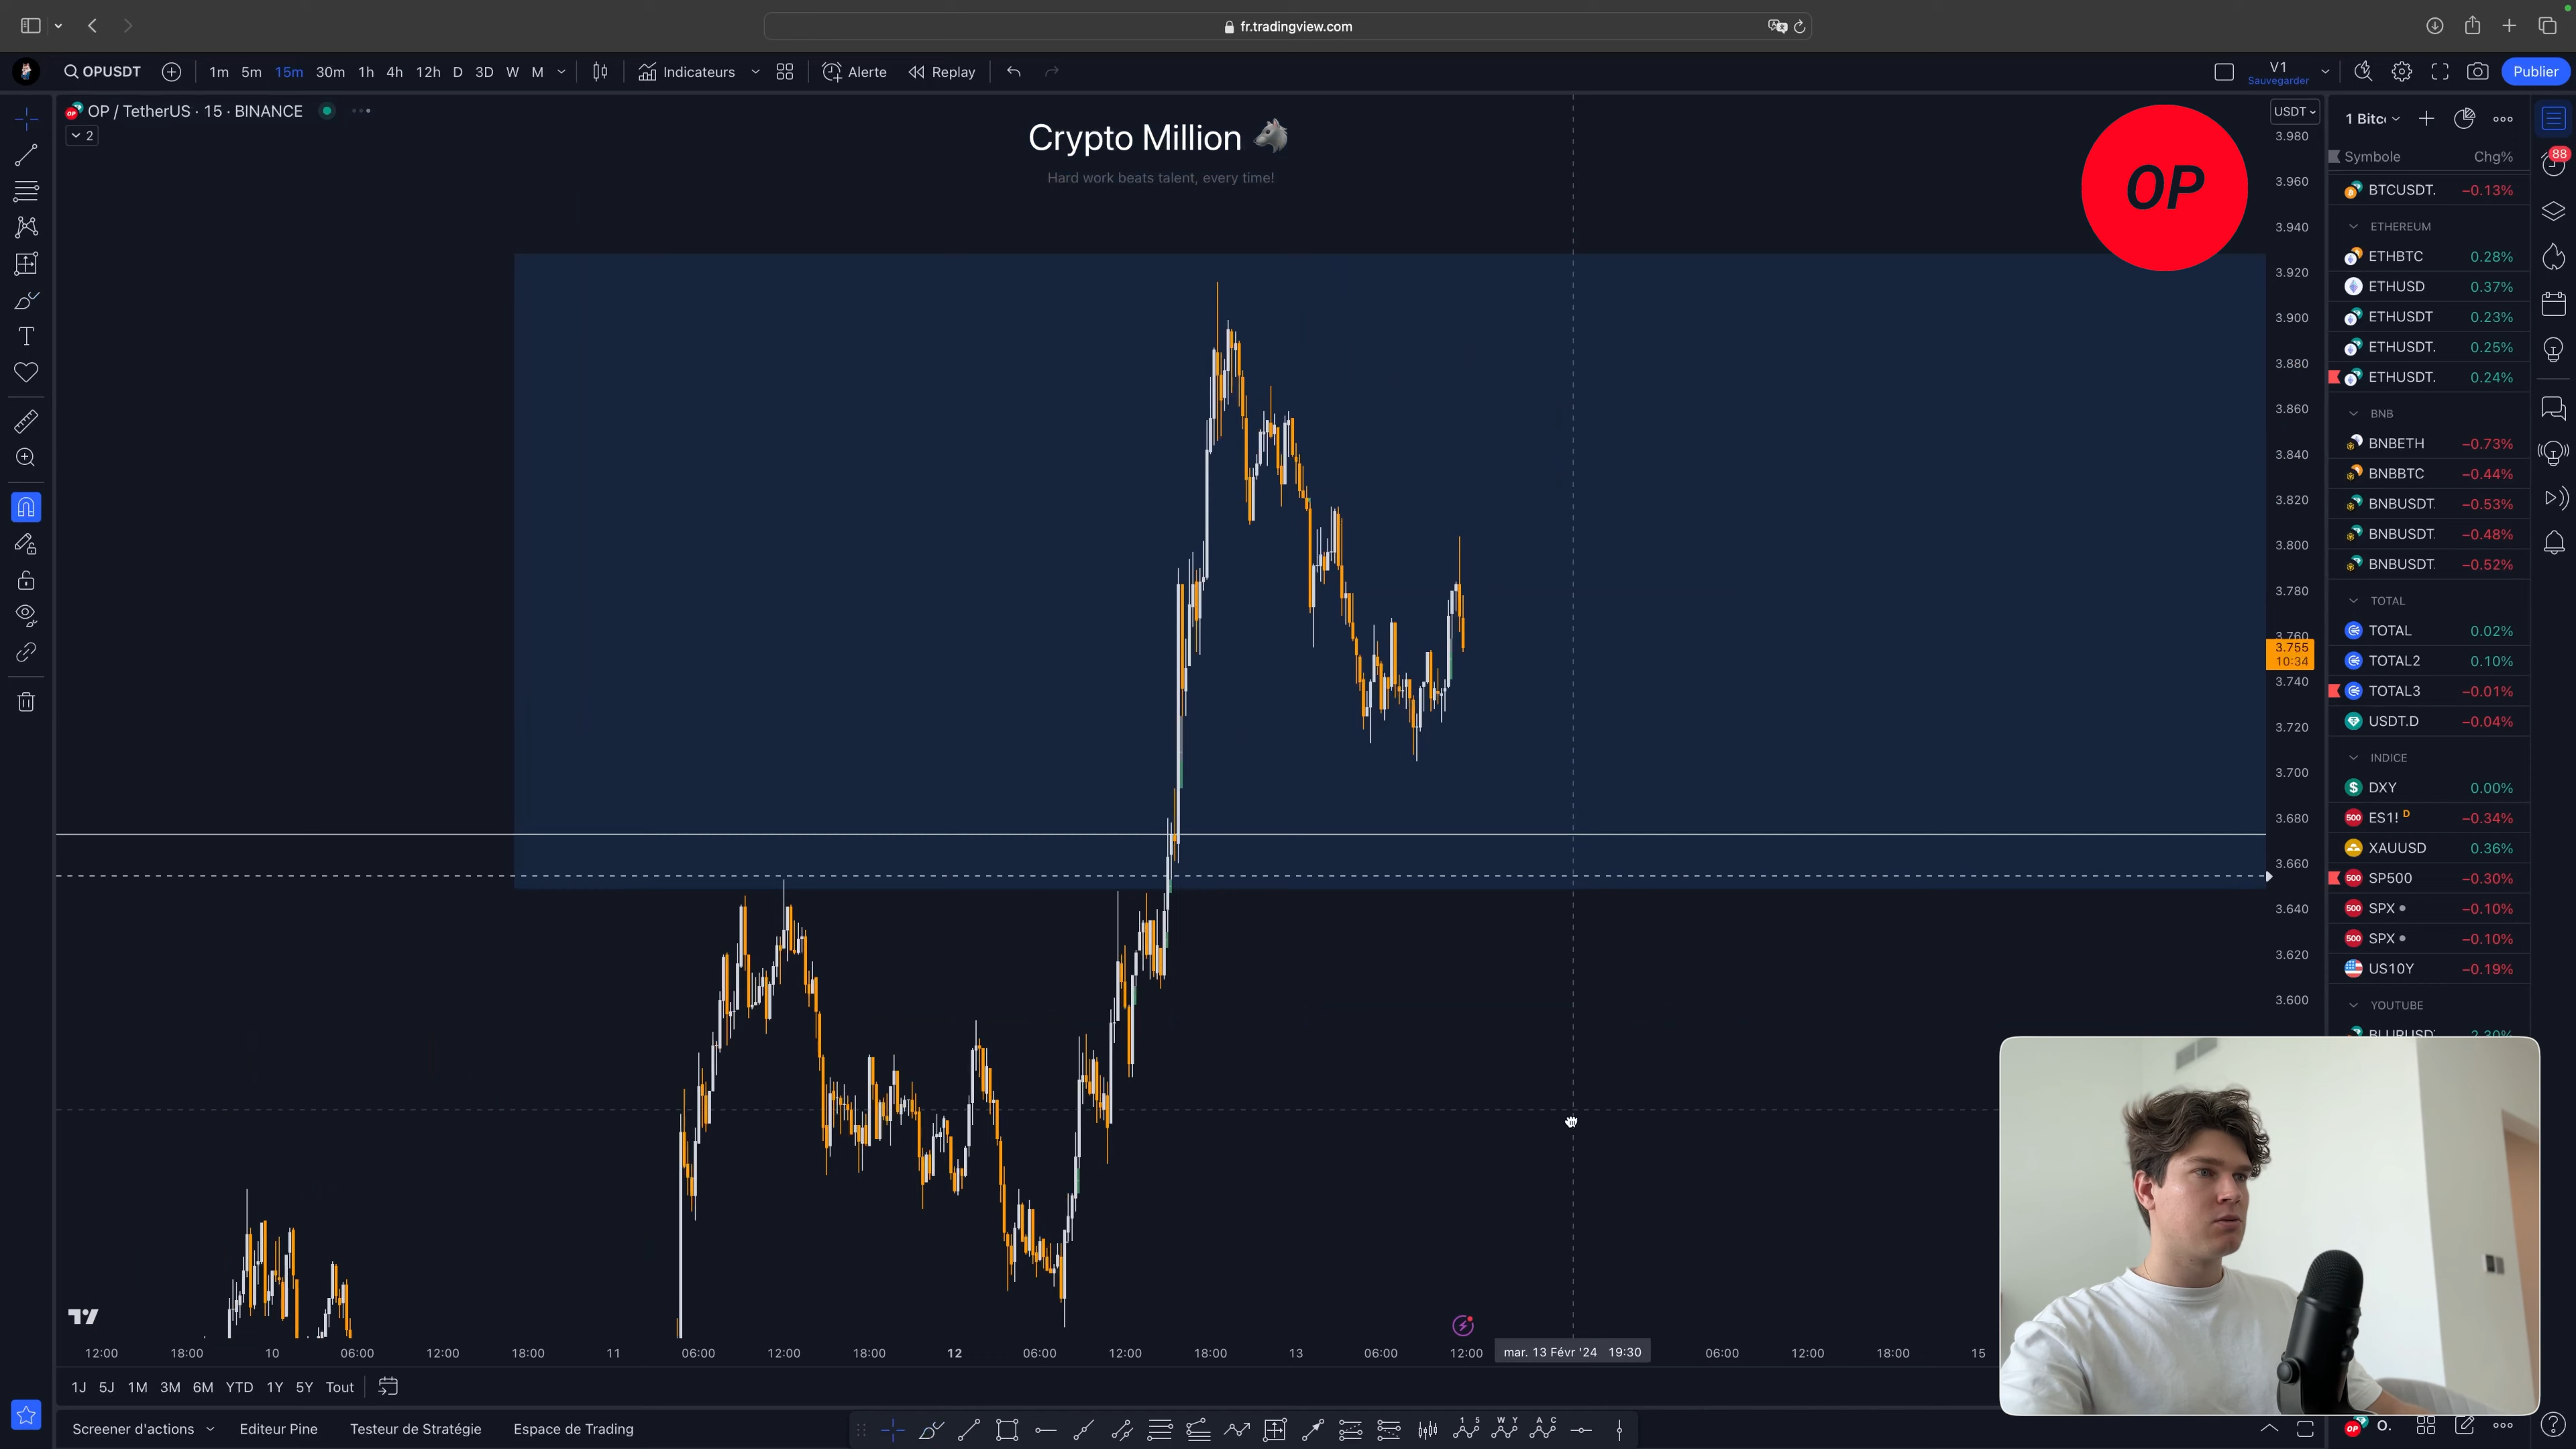 fr.tradingview.com
OPUSDT
1m 5m 15m 30m 1h 4h 12h D 3D W M
Indicateurs
Alerte
Replay
V1
Sauvegarder
Publier
OP / TetherUS · 15 · BINANCE
2
Crypto Million
Hard work beats talent, every time!
OP
USDT
3.980
3.960
3.940
3.920
3.900
3.880
3.860
3.840
3.820
3.800
3.780
3.760
3.755
10:34
3.740
3.720
3.700
3.680
3.660
3.640
3.620
3.600
1 Bitc
88
Symbole Chg%
BTCUSDT. −0.13%
ETHEREUM
ETHBTC 0.28%
ETHUSD 0.37%
ETHUSDT 0.23%
ETHUSDT. 0.25%
ETHUSDT. 0.24%
BNB
BNBETH −0.73%
BNBBTC −0.44%
BNBUSDT −0.53%
BNBUSDT −0.48%
BNBUSDT −0.52%
TOTAL
TOTAL 0.02%
TOTAL2 0.10%
TOTAL3 −0.01%
USDT.D −0.04%
INDICE
DXY 0.00%
ES1! D −0.34%
XAUUSD 0.36%
SP500 −0.30%
SPX −0.10%
SPX −0.10%
US10Y −0.19%
YOUTUBE
12:00 18:00 10 06:00 12:00 18:00 11 06:00 12:00 18:00 12 06:00 12:00 18:00 13 06:00 12:00 mar. 13 Févr '24 19:30 06:00 12:00 18:00 15
1J 5J 1M 3M 6M YTD 1Y 5Y Tout
Screener d'actions
Editeur Pine
Testeur de Stratégie
Espace de Trading
O.